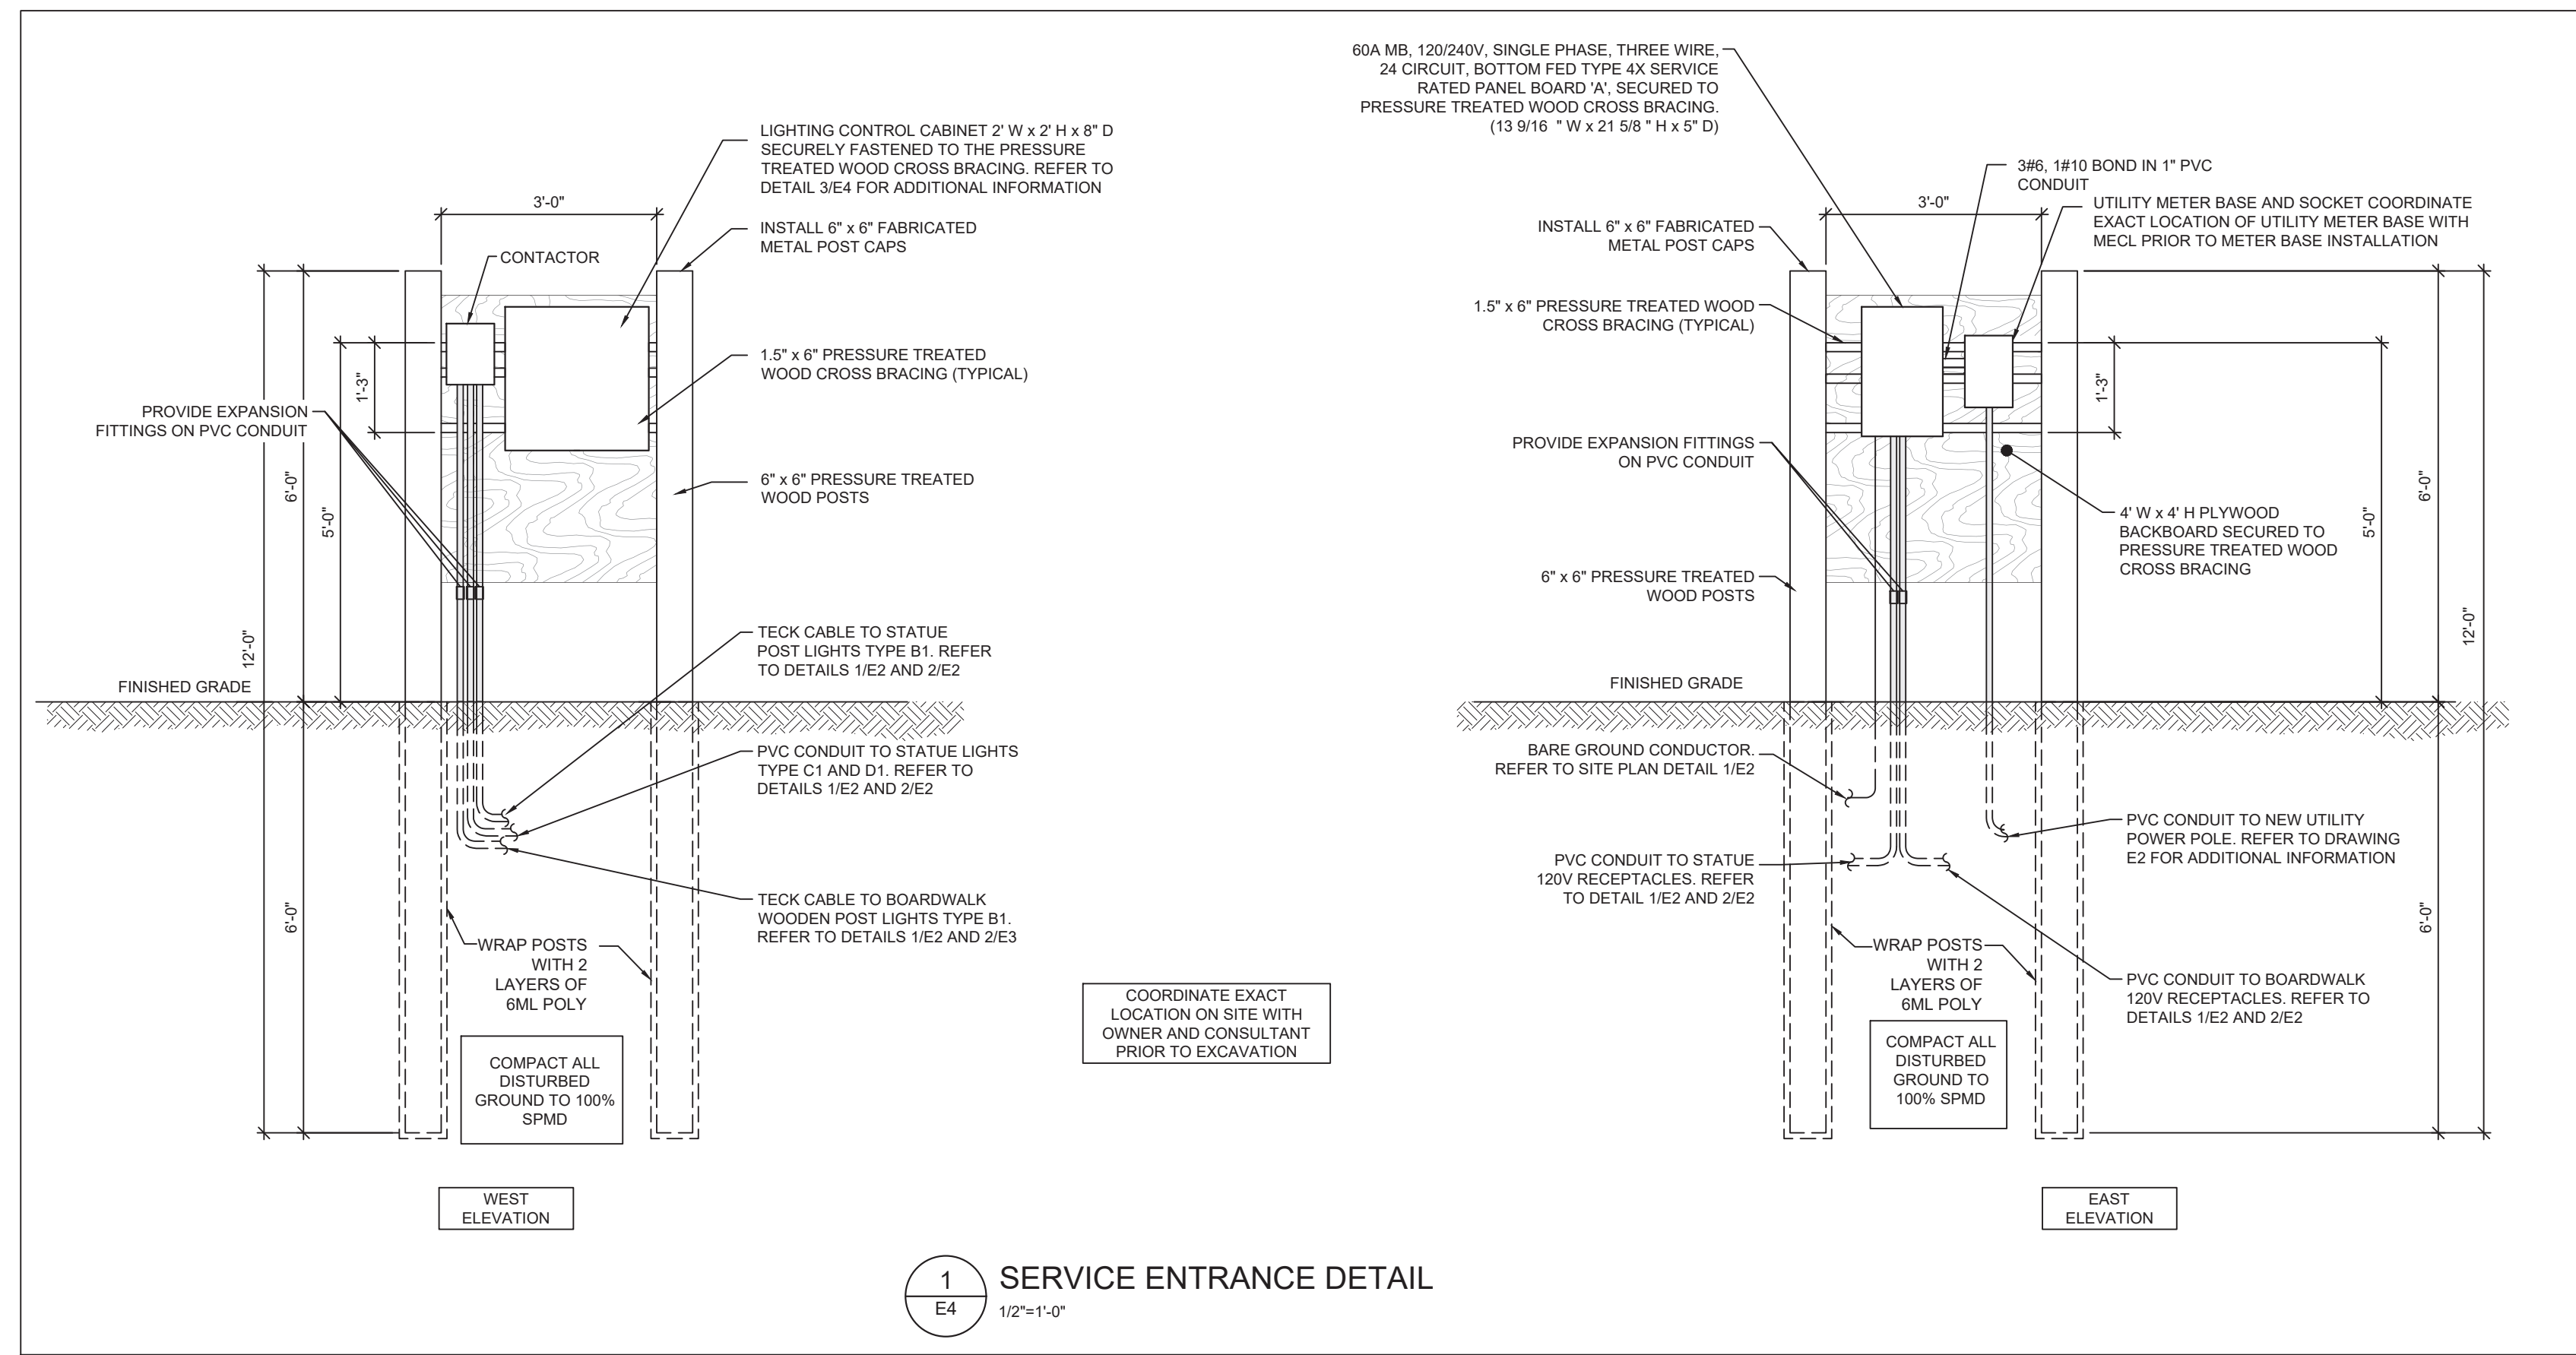 LIGHTING CONTROL CABINET 2' W x 2' H x 8" D
SECURELY FASTENED TO THE PRESSURE
TREATED WOOD CROSS BRACING. REFER TO
DETAIL 3/E4 FOR ADDITIONAL INFORMATION
3'-0"
INSTALL 6" x 6" FABRICATED
METAL POST CAPS
CONTACTOR
1.5" x 6" PRESSURE TREATED
WOOD CROSS BRACING (TYPICAL)
1'-3"
PROVIDE EXPANSION
FITTINGS ON PVC CONDUIT
6'-0"
5'-0"
6" x 6" PRESSURE TREATED
WOOD POSTS
12'-0"
TECK CABLE TO STATUE
POST LIGHTS TYPE B1. REFER
TO DETAILS 1/E2 AND 2/E2
FINISHED GRADE
PVC CONDUIT TO STATUE LIGHTS
TYPE C1 AND D1. REFER TO
DETAILS 1/E2 AND 2/E2
6'-0"
TECK CABLE TO BOARDWALK
WOODEN POST LIGHTS TYPE B1.
REFER TO DETAILS 1/E2 AND 2/E3
WRAP POSTS
WITH 2
LAYERS OF
6ML POLY
COMPACT ALL
DISTURBED
GROUND TO 100%
SPMD
WEST
ELEVATION
COORDINATE EXACT
LOCATION ON SITE WITH
OWNER AND CONSULTANT
PRIOR TO EXCAVATION
60A MB, 120/240V, SINGLE PHASE, THREE WIRE,
24 CIRCUIT, BOTTOM FED TYPE 4X SERVICE
RATED PANEL BOARD 'A', SECURED TO
PRESSURE TREATED WOOD CROSS BRACING.
(13 9/16 " W x 21 5/8 " H x 5" D)
3#6, 1#10 BOND IN 1" PVC
CONDUIT
UTILITY METER BASE AND SOCKET COORDINATE
EXACT LOCATION OF UTILITY METER BASE WITH
MECL PRIOR TO METER BASE INSTALLATION
3'-0"
INSTALL 6" x 6" FABRICATED
METAL POST CAPS
1.5" x 6" PRESSURE TREATED WOOD
CROSS BRACING (TYPICAL)
1'-3"
PROVIDE EXPANSION FITTINGS
ON PVC CONDUIT
6'-0"
5'-0"
4' W x 4' H PLYWOOD
BACKBOARD SECURED TO
PRESSURE TREATED WOOD
CROSS BRACING
6" x 6" PRESSURE TREATED
WOOD POSTS
12'-0"
FINISHED GRADE
BARE GROUND CONDUCTOR.
REFER TO SITE PLAN DETAIL 1/E2
PVC CONDUIT TO NEW UTILITY
POWER POLE. REFER TO DRAWING
E2 FOR ADDITIONAL INFORMATION
PVC CONDUIT TO STATUE
120V RECEPTACLES. REFER
TO DETAIL 1/E2 AND 2/E2
6'-0"
WRAP POSTS
WITH 2
LAYERS OF
6ML POLY
PVC CONDUIT TO BOARDWALK
120V RECEPTACLES. REFER TO
DETAILS 1/E2 AND 2/E2
COMPACT ALL
DISTURBED
GROUND TO
100% SPMD
EAST
ELEVATION
1
E4
SERVICE ENTRANCE DETAIL
1/2"=1'-0"